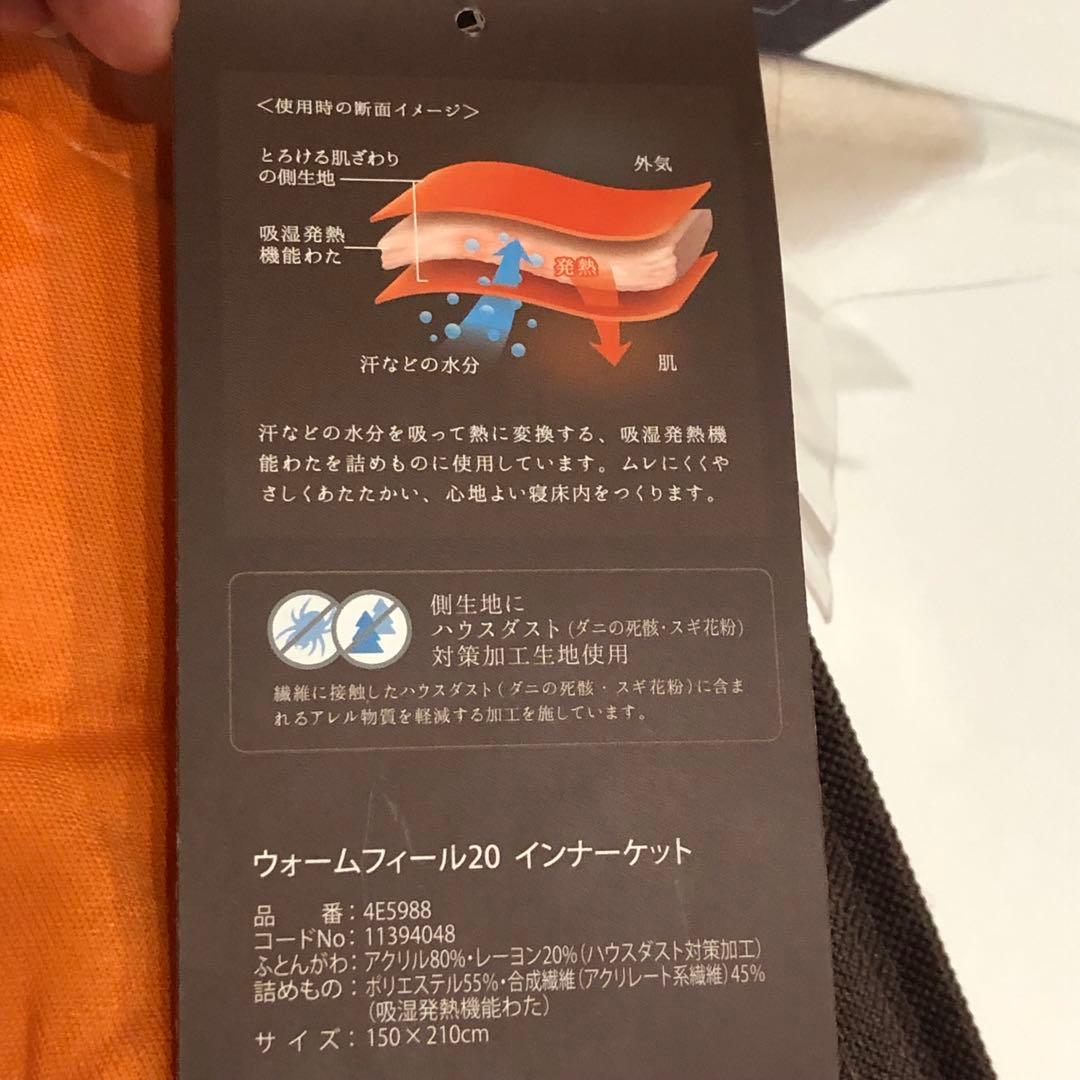 ＜使用時の断面イメージ＞
とろける肌ざわり
の側生地
外気
吸湿発熱
機能わた
発熱
汗などの水分
肌
汗などの水分を吸って熱に変換する、吸湿発熱機
能わたを詰めものに使用しています。ムレにくくや
さしくあたたかい、心地よい寝床内をつくります。
側生地に
ハウスダスト(ダニの死骸・スギ花粉)
対策加工生地使用
繊維に接触したハウスダスト(ダニの死骸・スギ花粉)に含ま
れるアレル物質を軽減する加工を施しています。
ウォームフィール20 インナーケット
品 番：4E5988
コードNo：11394048
ふとんがわ：アクリル80%・レーヨン20%(ハウスダスト対策加工)
詰めもの：ポリエステル55%・合成繊維(アクリレート系繊維)45%
(吸湿発熱機能わた)
サイズ：150×210cm